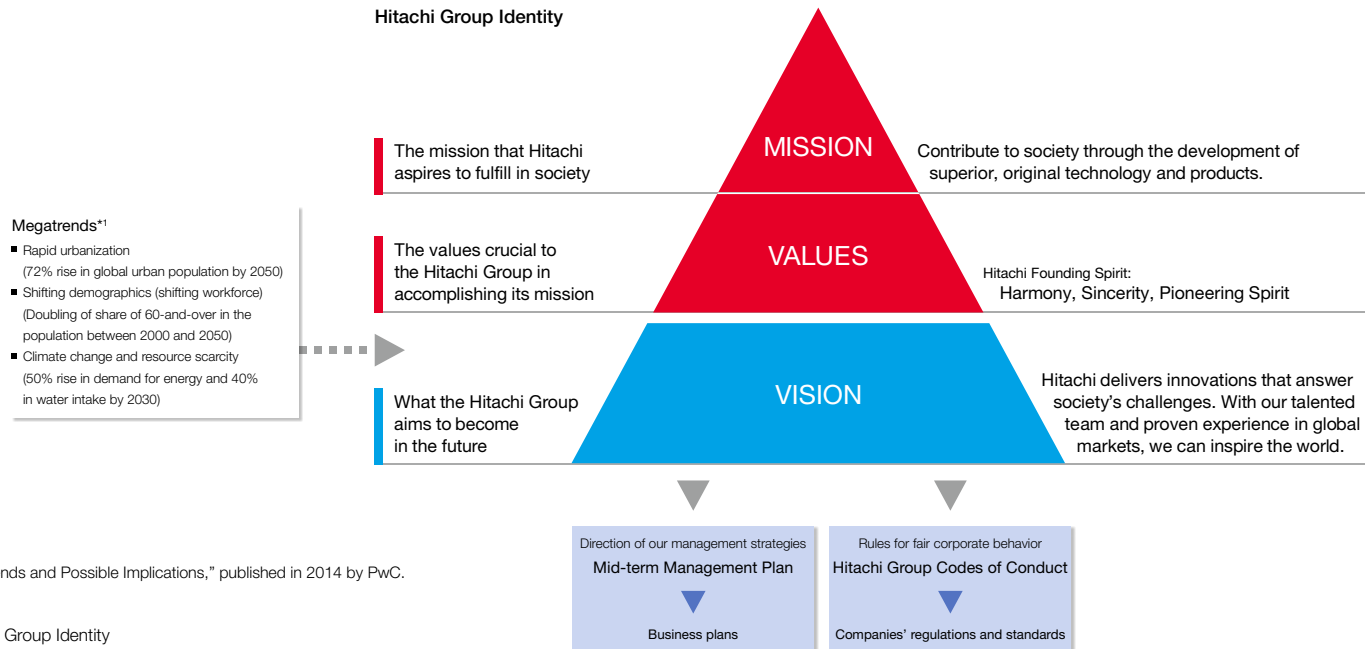 Hitachi Group Identity
MISSION
The mission that Hitachi
aspires to fulfill in society
Contribute to society through the development of
superior, original technology and products.
Megatrends*1
■ Rapid urbanization
(72% rise in global urban population by 2050)
■ Shifting demographics (shifting workforce)
(Doubling of share of 60-and-over in the
population between 2000 and 2050)
■ Climate change and resource scarcity
(50% rise in demand for energy and 40%
in water intake by 2030)
VALUES
The values crucial to
the Hitachi Group in
accomplishing its mission
Hitachi Founding Spirit:
Harmony, Sincerity, Pioneering Spirit
VISION
What the Hitachi Group
aims to become
in the future
Hitachi delivers innovations that answer
society’s challenges. With our talented
team and proven experience in global
markets, we can inspire the world.
Direction of our management strategies
Mid-term Management Plan
Business plans
Rules for fair corporate behavior
Hitachi Group Codes of Conduct
Companies’ regulations and standards
nds and Possible Implications,” published in 2014 by PwC.
Group Identity